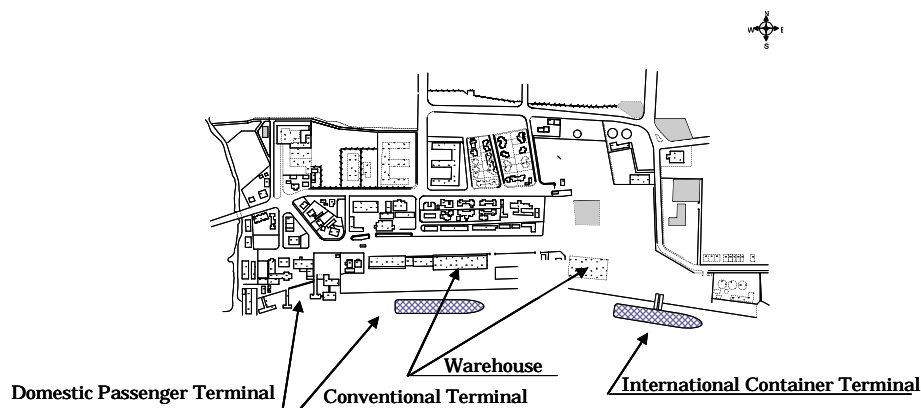 N
W E
S
Warehouse
Domestic Passenger Terminal
Conventional Terminal
International Container Terminal